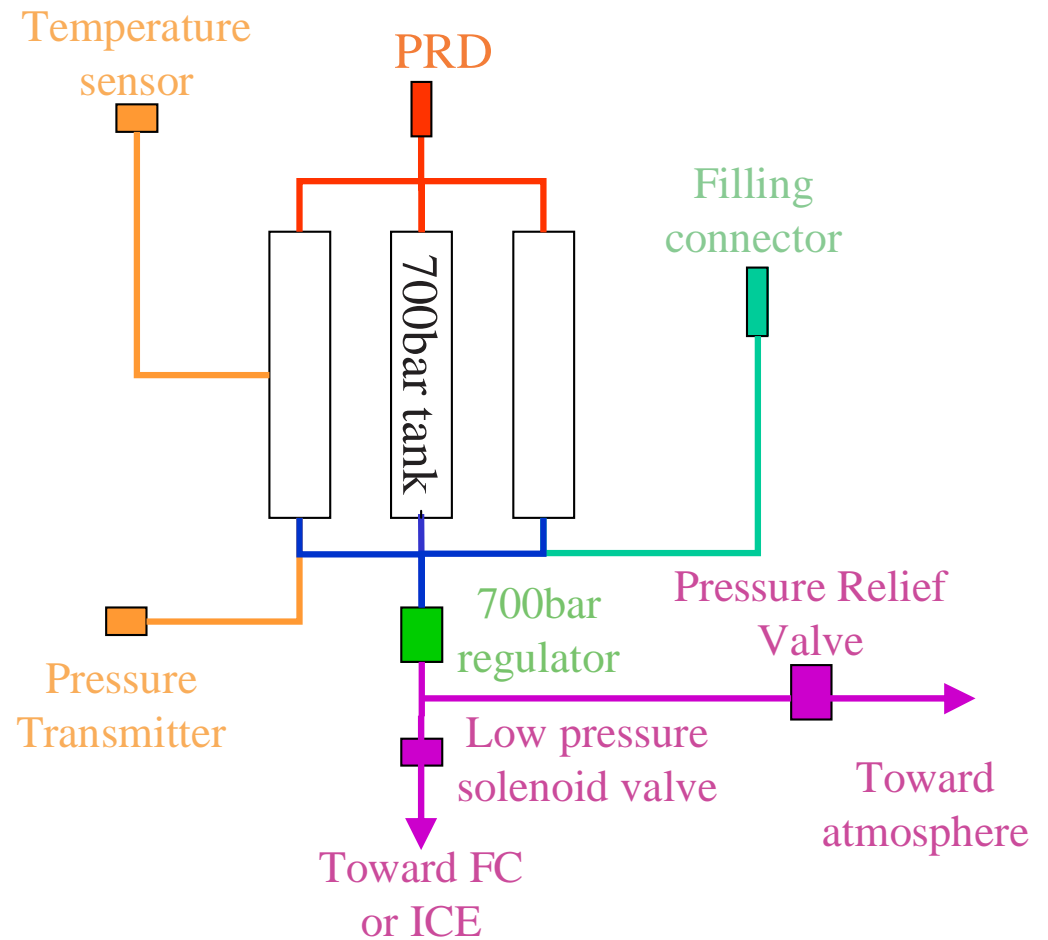 Temperature
sensor
PRD
Filling
connector
700bar tank
700bar
regulator
Pressure Relief
Valve
Pressure
Transmitter
Low pressure
solenoid valve
Toward
atmosphere
Toward FC
or ICE